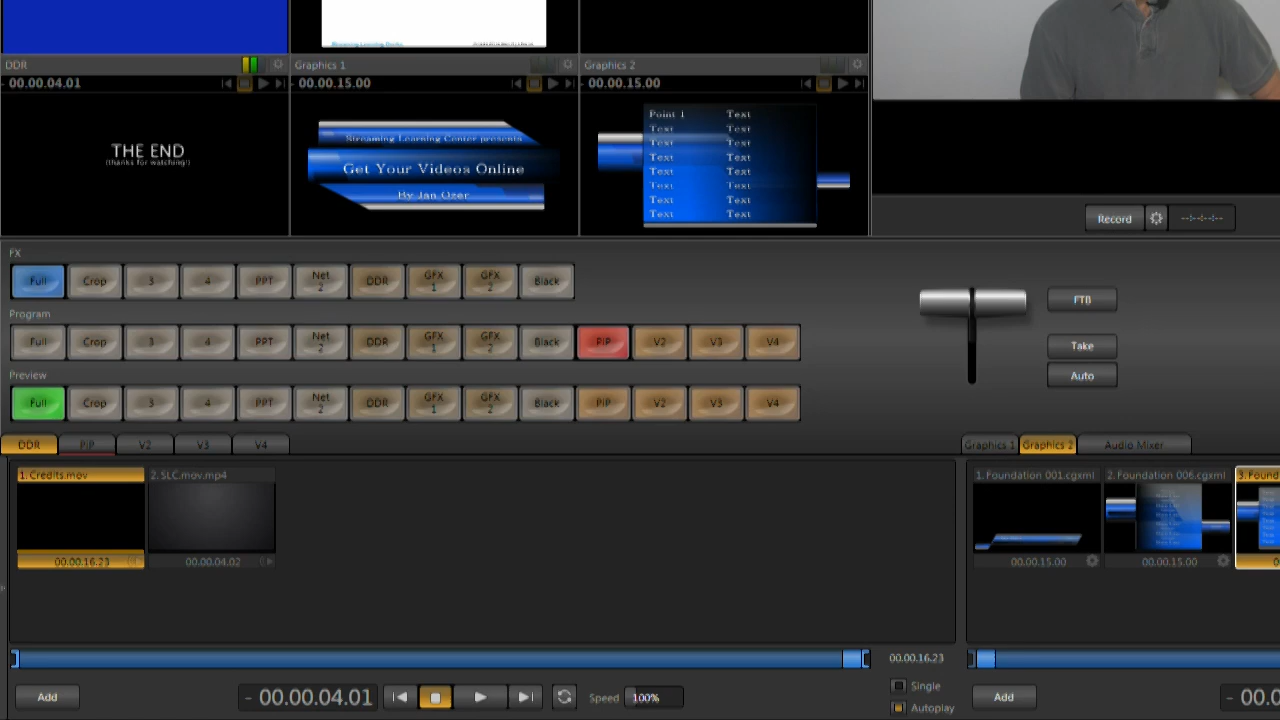 DDR
Graphics 1
Graphics 2
- 00.00.04.01
00.00.15.00
- 00.00.15.00
THE END
(thanks for watching!)
Streaming Learning Center presents
Get Your Videos Online
By Jan Ozer
Point 1 Text
Text Text
Text Text
Text Text
Text Text
Text Text
Text Text
Text Text
Record
--:--:--:--
FX
Full Crop 3 4 PPT Net 2 DDR GFX 1 GFX 2 Black
FTB
Program
Full Crop 3 4 PPT Net 2 DDR GFX 1 GFX 2 Black PiP V2 V3 V4
Take
Preview
Auto
Full Crop 3 4 PPT Net 2 DDR GFX 1 GFX 2 Black PiP V2 V3 V4
DDR PiP V2 V3 V4
Graphics 1 Graphics 2 Audio Mixer
1. Credits.mov 2. SLC.mov.mp4
1. Foundation 001.cgxml 2. Foundation 006.cgxml 3. Found
00.00.16.23 00.00.04.02
00.00.15.00 00.00.15.00
00.00.16.23
Single
Autoplay
Add
- 00.00.04.01
Speed 100%
Add
- 00.0